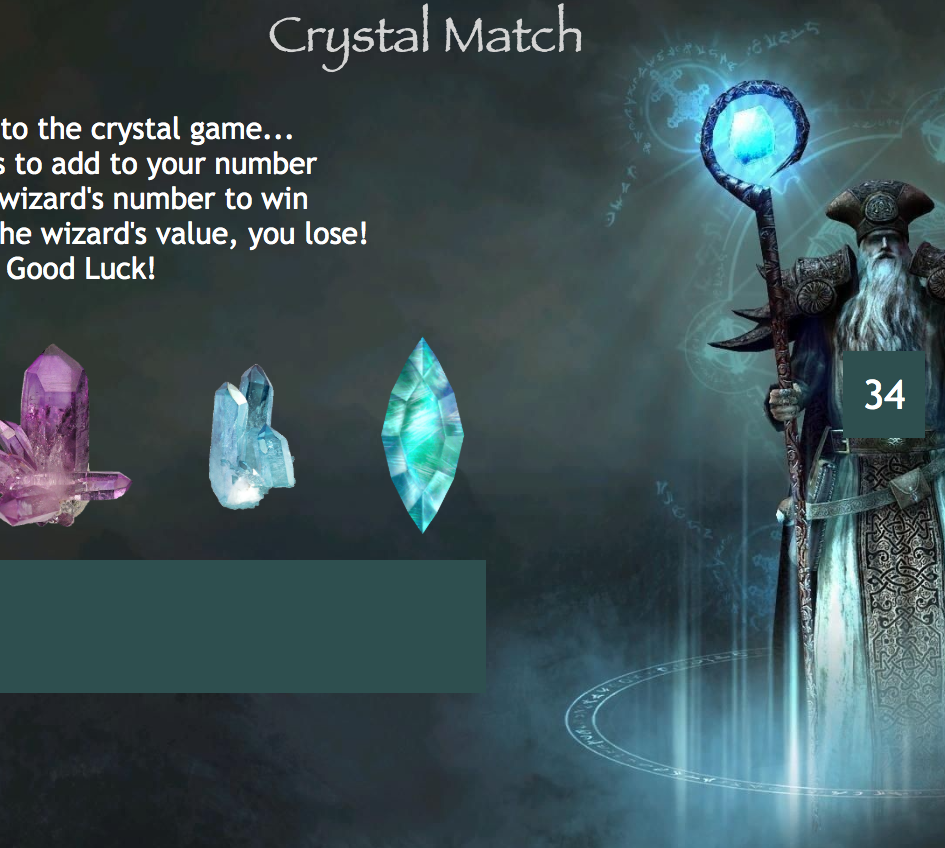 Crystal Match
to the crystal game...
s to add to your number
wizard's number to win
he wizard's value, you lose!
Good Luck!
34